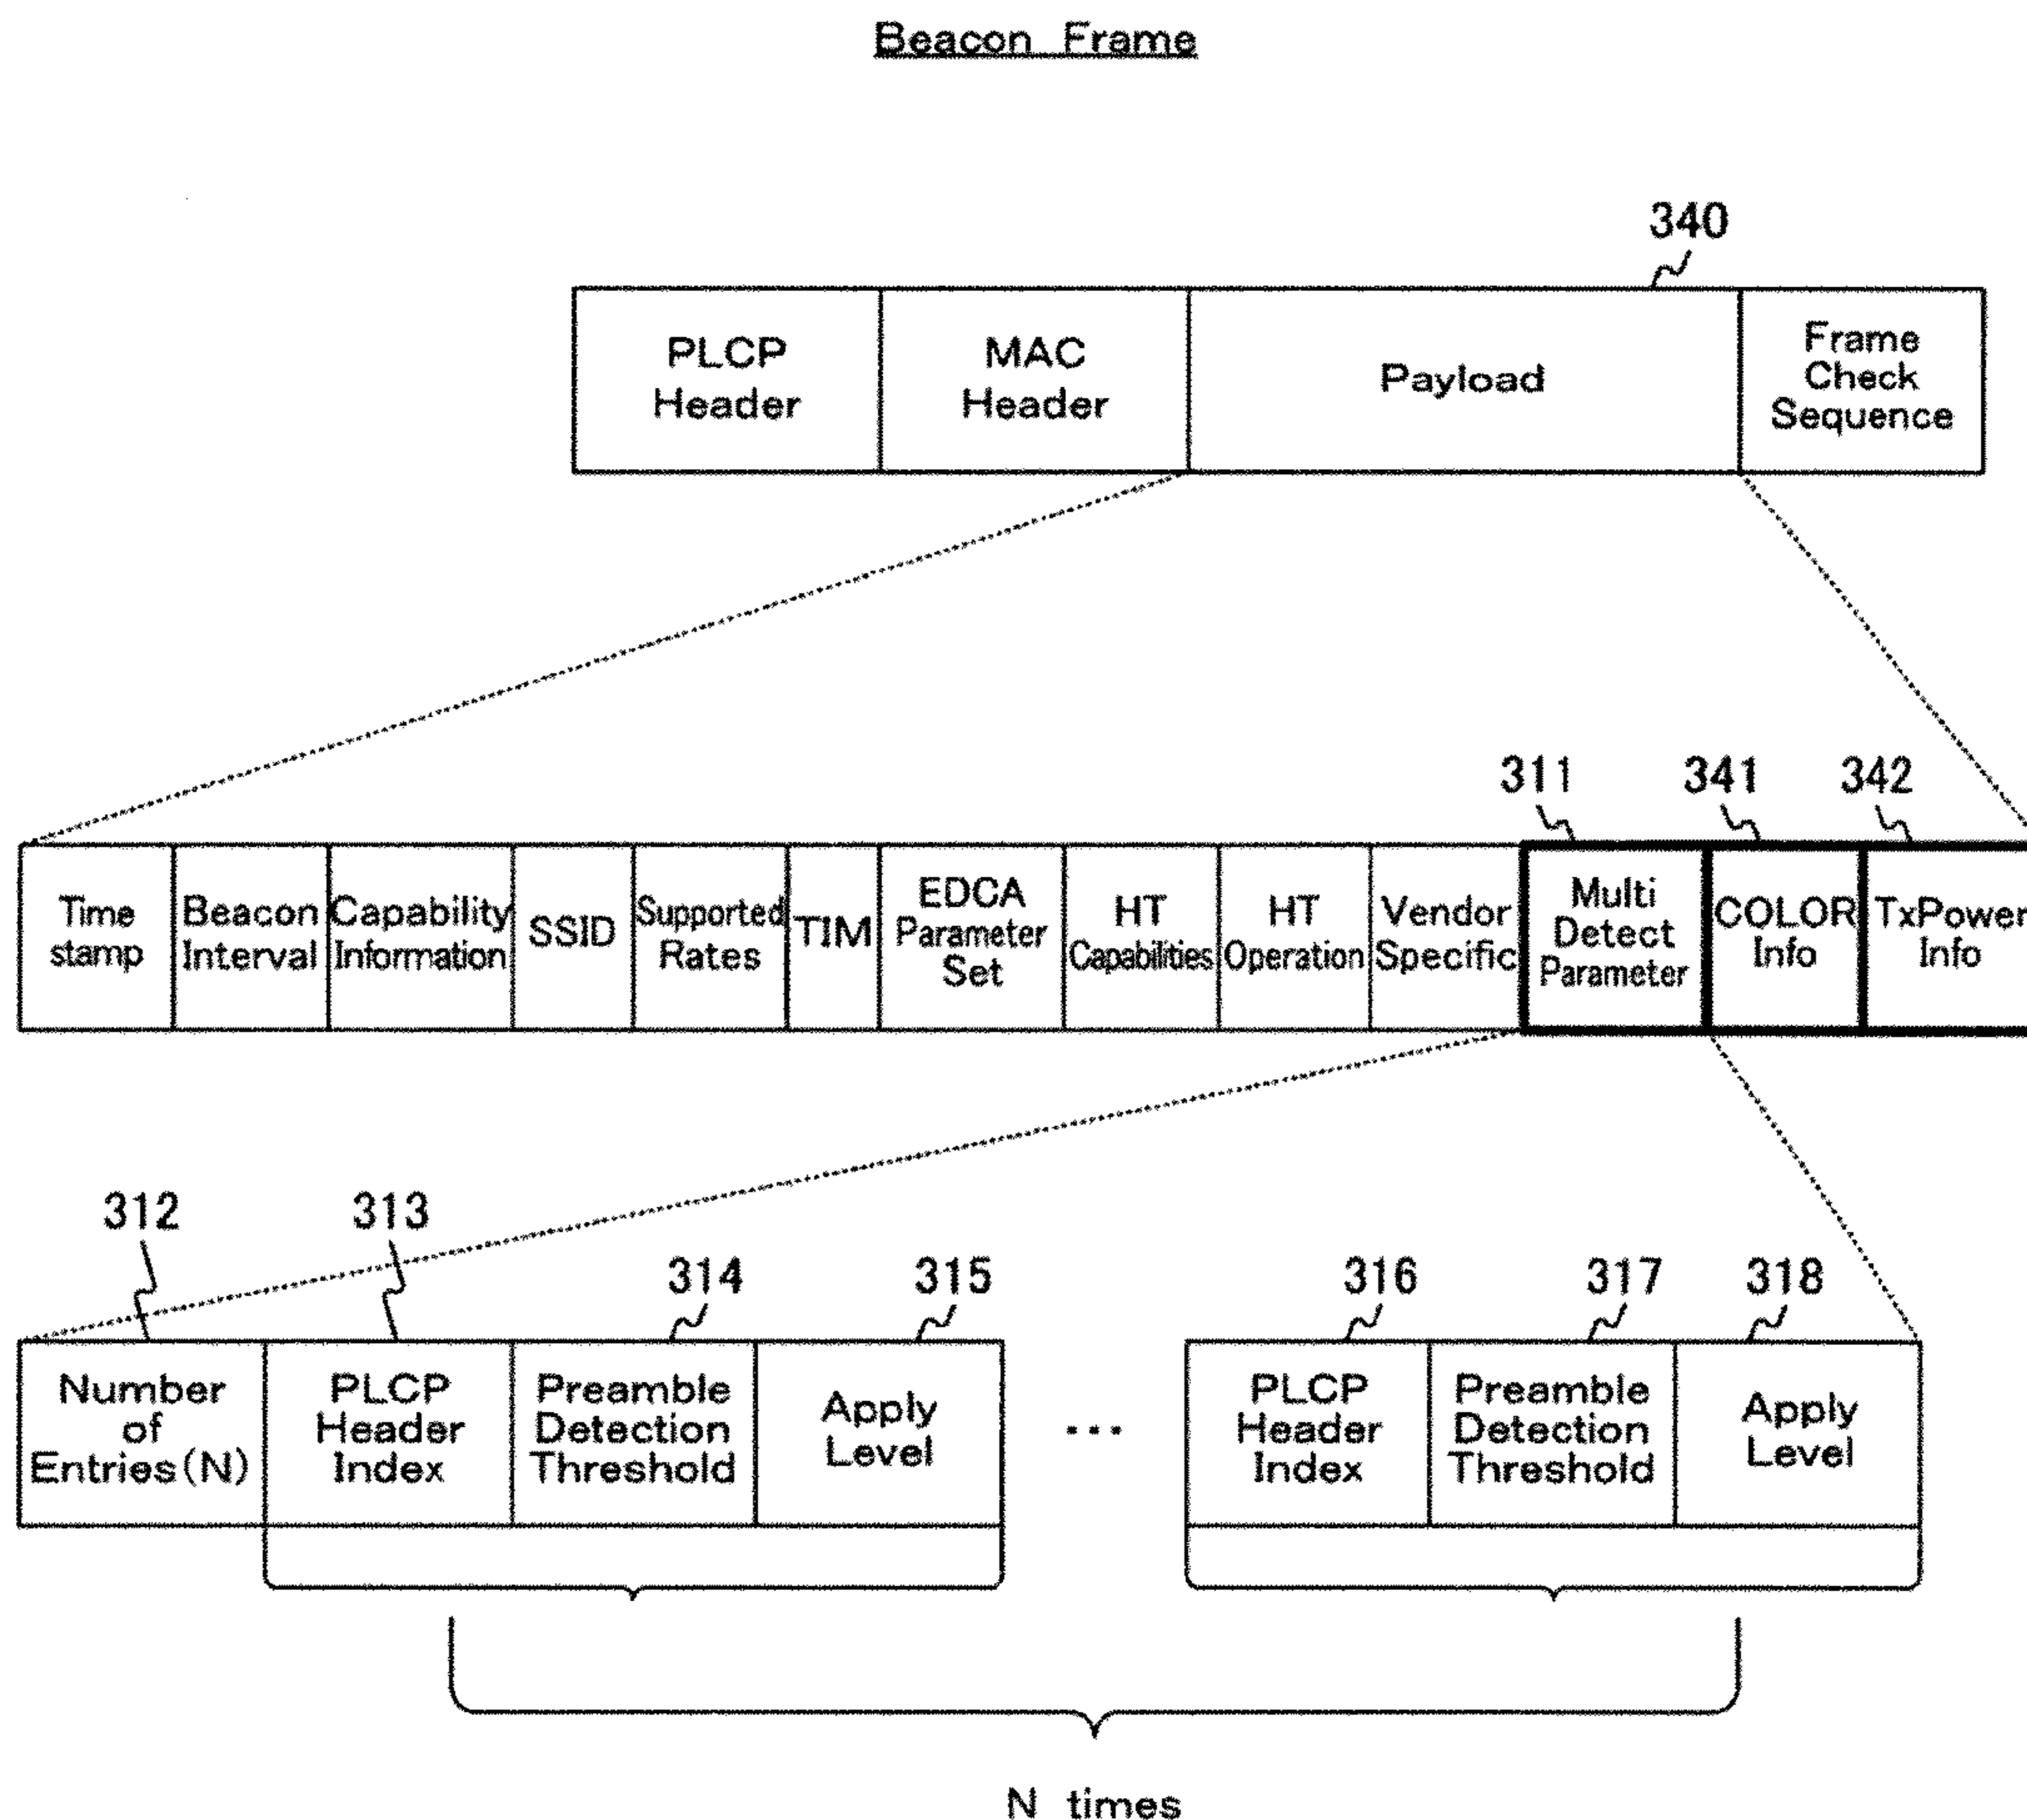 Beacon Frame
340
PLCP
Header
MAC
Header
Payload
Frame
Check
Sequence
311
341
342
Time
stamp
Beacon
Interval
Capability
Information
SSID
Supported
Rates
TIM
EDCA
Parameter
Set
HT
Capabilities
HT
Operation
Vendor
Specific
Multi
Detect
Parameter
COLOR
Info
TxPower
Info
312
313
314
315
316
317
318
Number
of
Entries(N)
PLCP
Header
Index
Preamble
Detection
Threshold
Apply
Level
...
PLCP
Header
Index
Preamble
Detection
Threshold
Apply
Level
N times